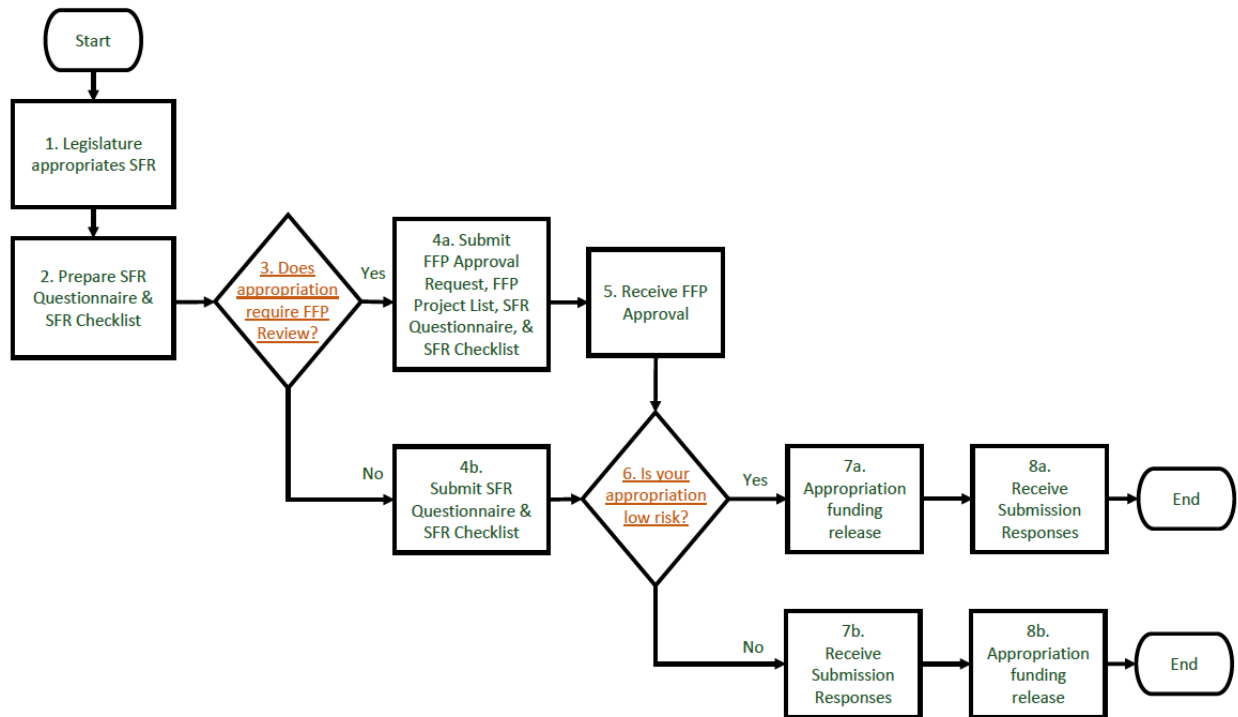 Start
1. Legislature
appropriates SFR
2. Prepare SFR
Questionnaire &
SFR Checklist
3. Does
appropriation
require FFP
Review?
Yes
4a. Submit
FFP Approval
Request, FFP
Project List, SFR
Questionnaire, &
SFR Checklist
5. Receive FFP
Approval
No
4b.
Submit SFR
Questionnaire &
SFR Checklist
6. Is your
appropriation
low risk?
Yes
7a.
Appropriation
funding
release
8a.
Receive
Submission
Responses
End
No
7b.
Receive
Submission
Responses
8b.
Appropriation
funding
release
End